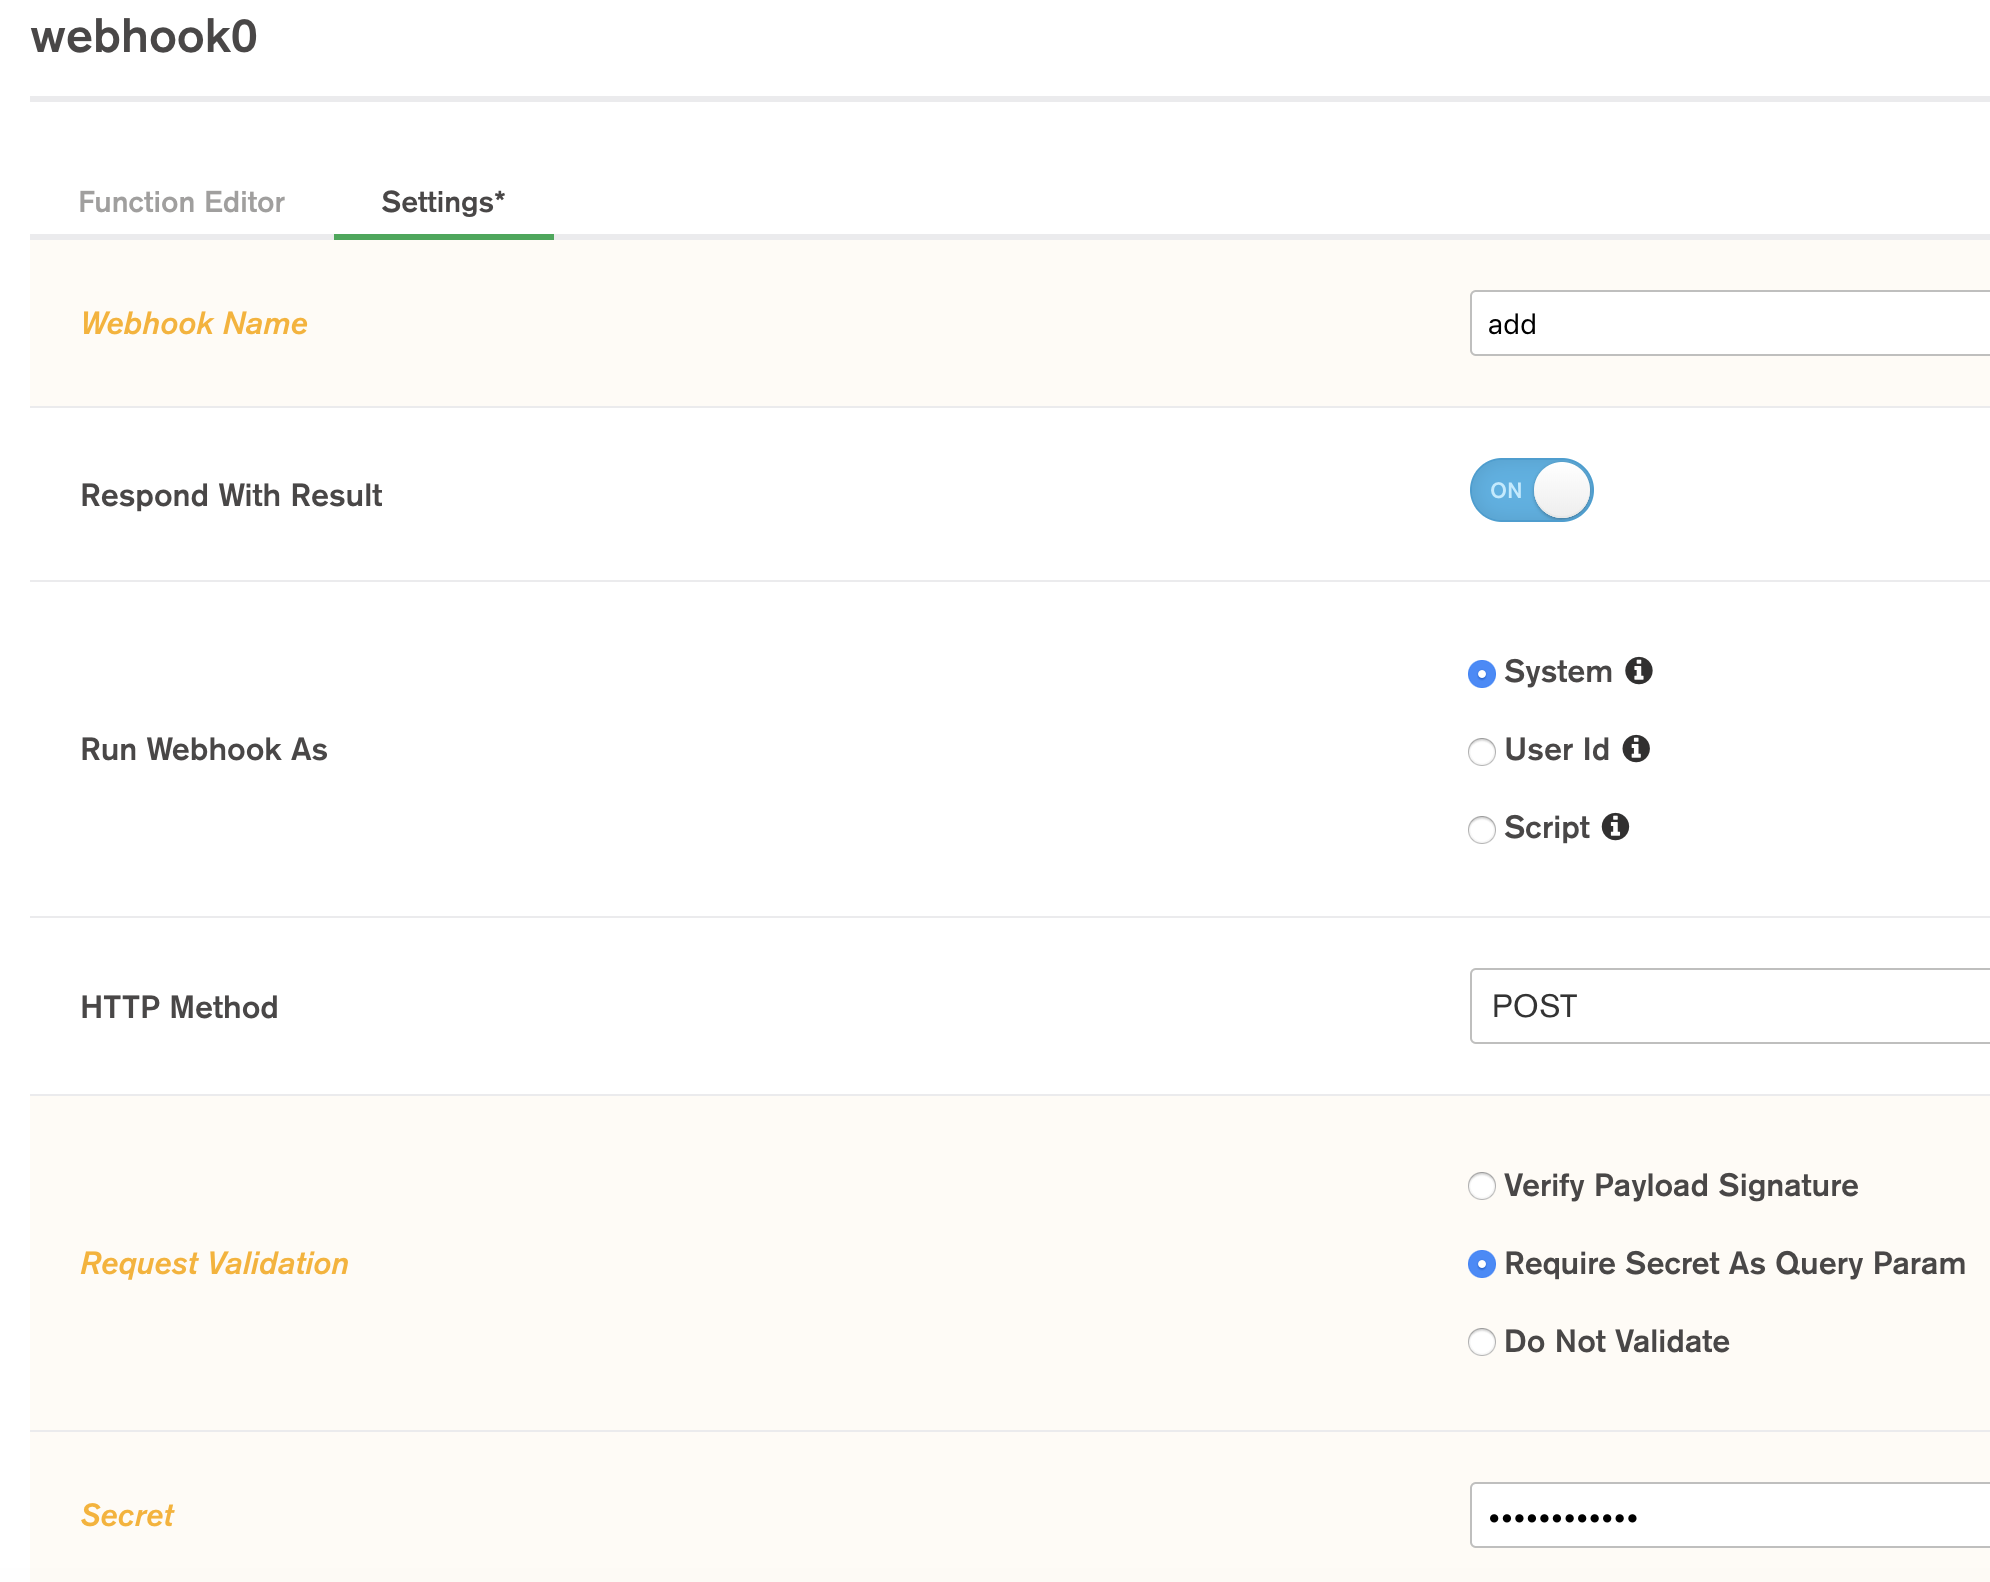 webhook0
Function Editor Settings*
Webhook Name add
Respond With Result ON
System
Run Webhook As User Id
Script
HTTP Method POST
Verify Payload Signature
Request Validation Require Secret As Query Param
Do Not Validate
Secret ••••••••••••